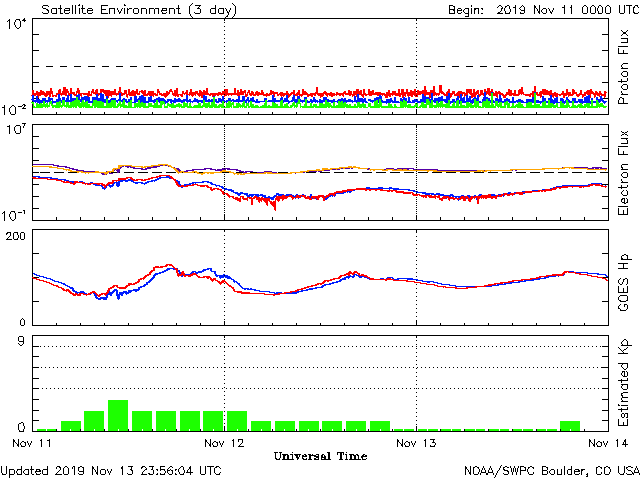 Satellite Environment (3 day)
Begin: 2019 Nov 11 0000 UTC
10^4
10^-2
Proton Flux
10^7
10^-1
Electron Flux
200
0
GOES Hp
9
0
Estimated Kp
Nov 11
Nov 12
Nov 13
Nov 14
Universal Time
Updated 2019 Nov 13 23:56:04 UTC
NOAA/SWPC Boulder, CO USA